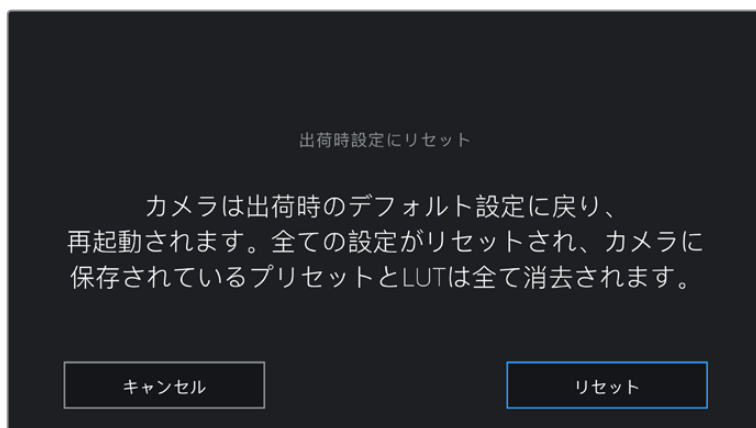 出荷時設定にリセット
カメラは出荷時のデフォルト設定に戻り、
再起動されます。全ての設定がリセットされ、カメラに
保存されているプリセットとLUTは全て消去されます。
キャンセル
リセット